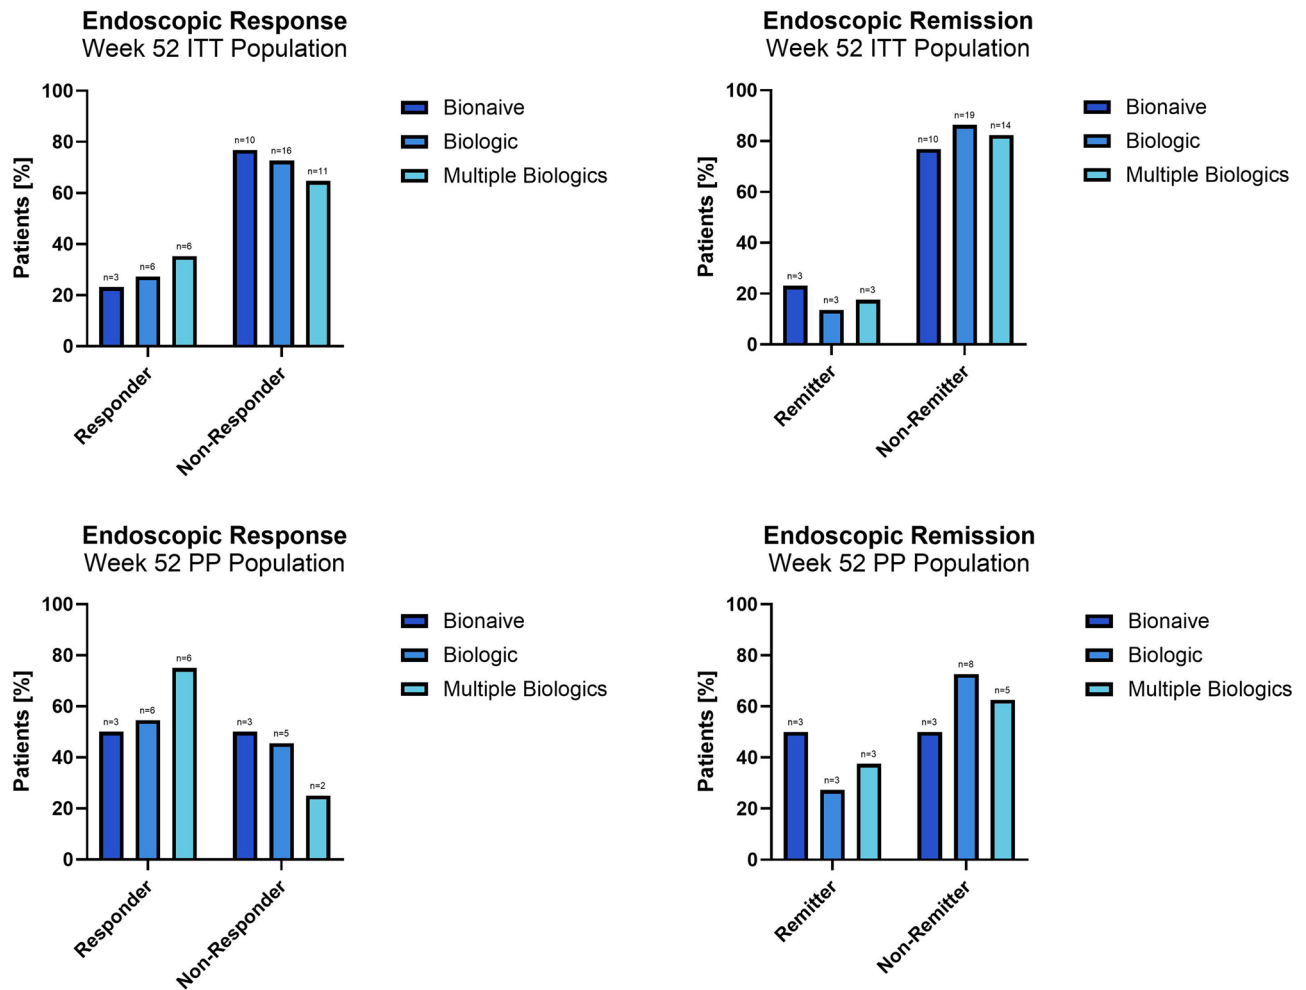 Endoscopic Response
Week 52 ITT Population
Patients [%]
100
80
60
40
20
0
n=3
n=6
n=6
n=10
n=16
n=11
Responder
Non-Responder
Bionaive
Biologic
Multiple Biologics
Endoscopic Remission
Week 52 ITT Population
Patients [%]
100
80
60
40
20
0
n=3
n=3
n=3
n=10
n=19
n=14
Remitter
Non-Remitter
Bionaive
Biologic
Multiple Biologics
Endoscopic Response
Week 52 PP Population
Patients [%]
100
80
60
40
20
0
n=3
n=6
n=6
n=3
n=5
n=2
Responder
Non-Responder
Bionaive
Biologic
Multiple Biologics
Endoscopic Remission
Week 52 PP Population
Patients [%]
100
80
60
40
20
0
n=3
n=3
n=3
n=3
n=8
n=5
Remitter
Non-Remitter
Bionaive
Biologic
Multiple Biologics